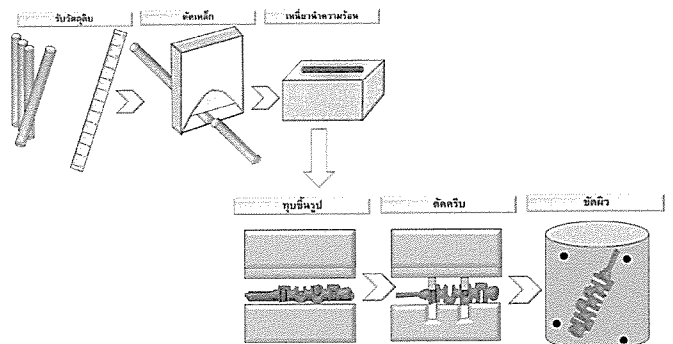 รับวัตถุดิบ
ตัดเหล็ก
เหนี่ยวนำความร้อน
ทุบขึ้นรูป
ตัดครีบ
ขัดผิว